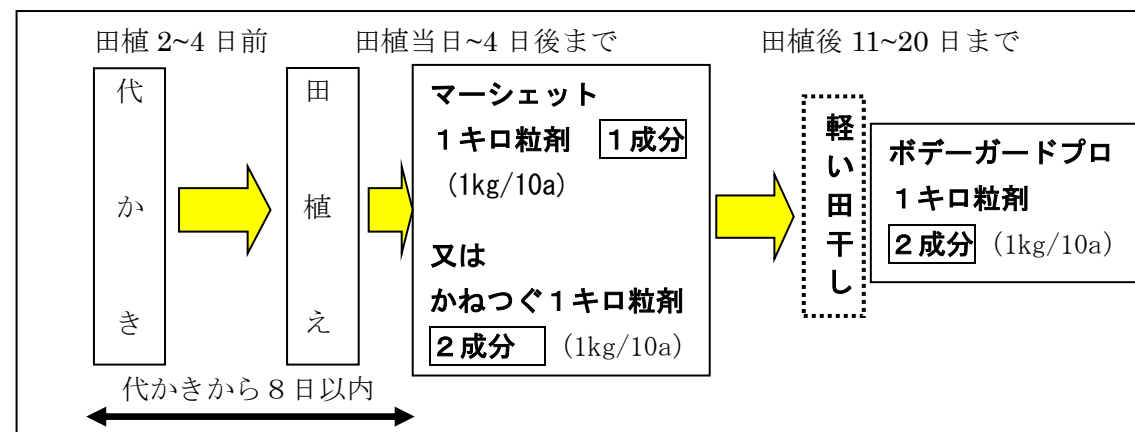 田植 2~4 日前
田植当日~4 日後まで
田植後 11~20 日まで
代かき
田植え
マーシェット
1キロ粒剤 1成分
(1kg/10a)
又は
かねつぐ1キロ粒剤
2成分 (1kg/10a)
軽い田干し
ボデーガードプロ
1キロ粒剤
2成分 (1kg/10a)
代かきから8日以内